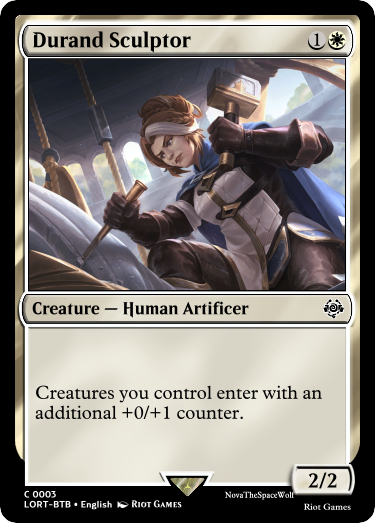 Durand Sculptor 1
Creature — Human Artificer
Creatures you control enter with an
additional +0/+1 counter.
2/2
C 0003
NovaTheSpaceWolf
LORT-BTB • English Riot Games
Riot Games